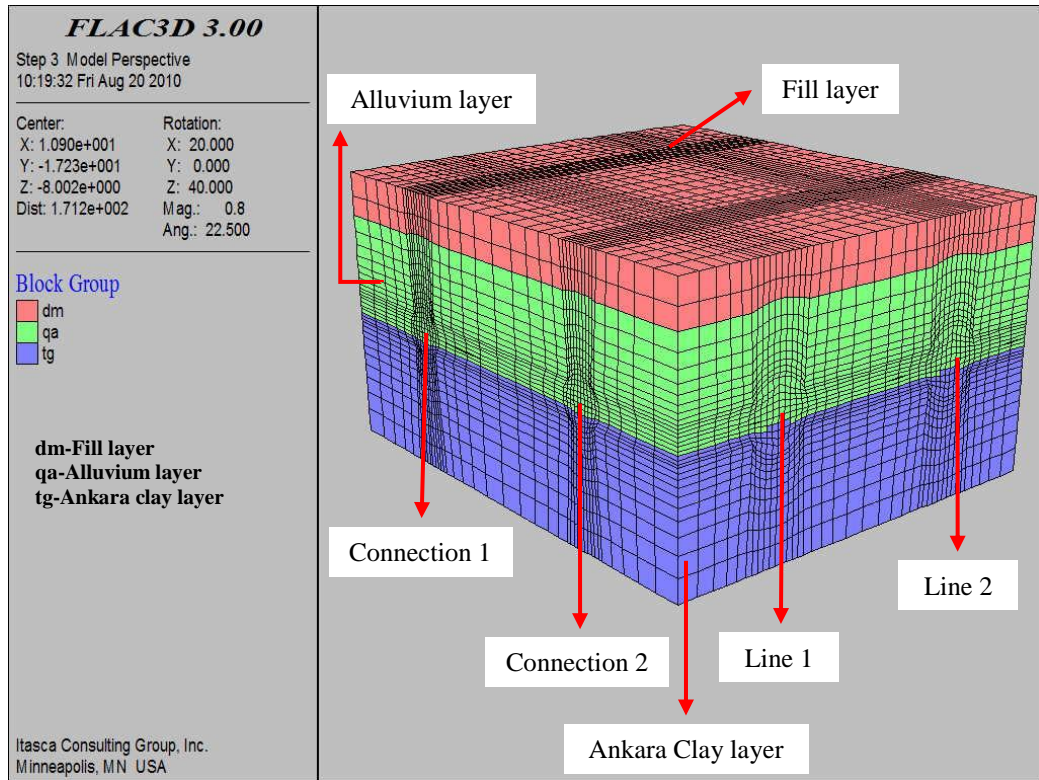 FLAC3D 3.00
Step 3 Model Perspective
10:19:32 Fri Aug 20 2010
Center:
X: 1.090e+001
Y: -1.723e+001
Z: -8.002e+000
Dist: 1.712e+002
Rotation:
X: 20.000
Y: 0.000
Z: 40.000
Mag.: 0.8
Ang.: 22.500
Block Group
dm
qa
tg
dm-Fill layer
qa-Alluvium layer
tg-Ankara clay layer
Itasca Consulting Group, Inc.
Minneapolis, MN USA
Alluvium layer
Fill layer
Connection 1
Connection 2
Line 1
Line 2
Ankara Clay layer